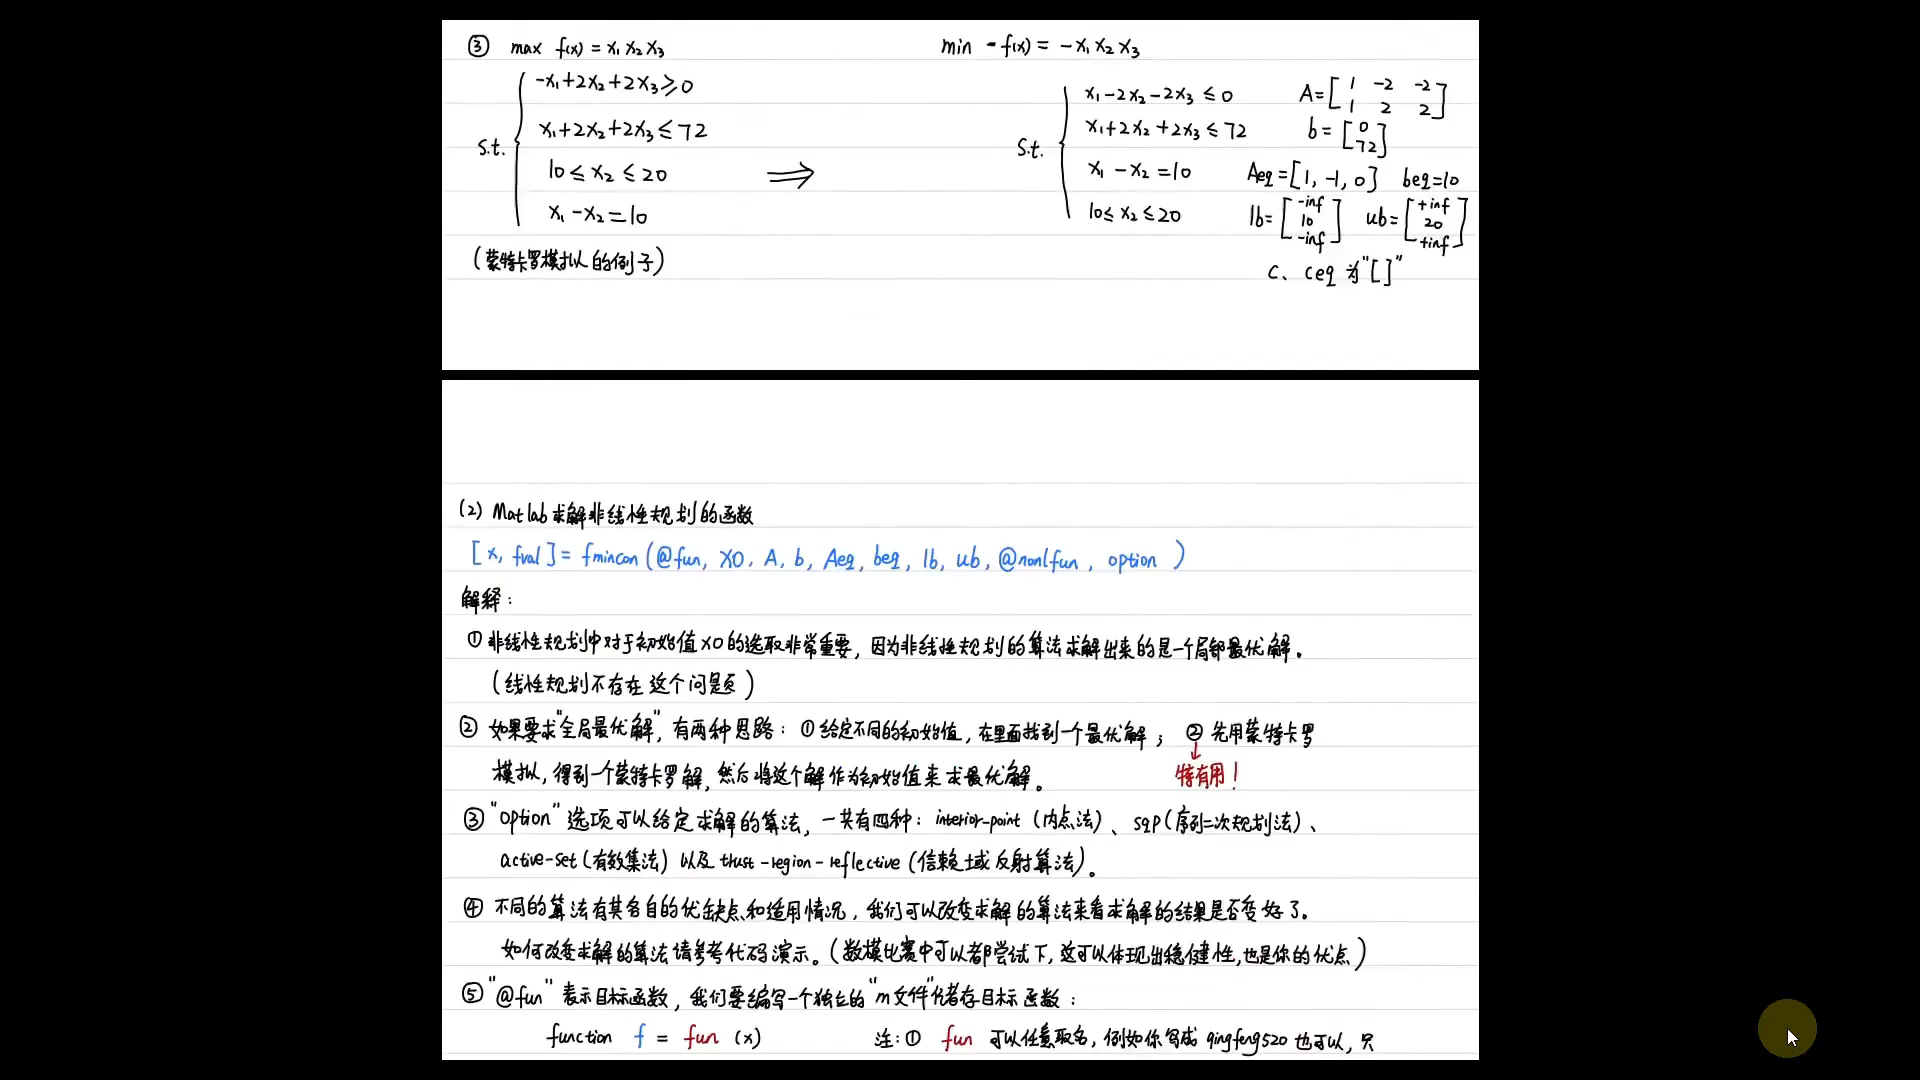 ③ max f(x) = x₁x₂x₃
s.t.
-x₁+2x₂+2x₃≥0
x₁+2x₂+2x₃≤72
10≤x₂≤20
x₁-x₂=10
(蒙特卡罗模拟的例子)
⇒
min -f(x) = -x₁x₂x₃
s.t.
x₁-2x₂-2x₃≤0
x₁+2x₂+2x₃≤72
x₁-x₂=10
10≤x₂≤20
A=[1 -2 -2
1 2 2]
b=[0
72]
Aeq=[1,-1,0] beq=10
lb=[-inf
10
-inf] ub=[+inf
20
+inf]
c、ceq为"[]"
(2) Matlab求解非线性规划的函数
[x, fval]=fmincon(@fun, X0, A, b, Aeq, beq, lb, ub, @nonlfun, option)
解释:
①非线性规划中对于初始值X0的选取非常重要,因为非线性规划的算法求解出来的是一个局部最优解。
(线性规划不存在这个问题)
② 如果要求"全局最优解",有两种思路:①给定不同的初始值,在里面找到一个最优解;②先用蒙特卡罗
模拟,得到一个蒙特卡罗解,然后将这个解作为初始值来求最优解。
↓
特有用!
③ "option"选项可以给定求解的算法,一共有四种:interior-point(内点法)、sqp(序列二次规划法)、
active-set(有效集法)以及trust-region-reflective(信赖域反射算法)。
④ 不同的算法有其各自的优缺点和适用情况,我们可以改变求解的算法来看求解的结果是否变好了。
如何改变求解的算法请参考代码演示。(数模比赛中可以都尝试下,这可以体现出稳健性,也是你的优点)
⑤ "@fun"表示目标函数,我们要编写一个独立的"m文件"储存目标函数:
function f = fun (x)
注:① fun 可以任意取名,例如你写成 qingfeng520 也可以,只